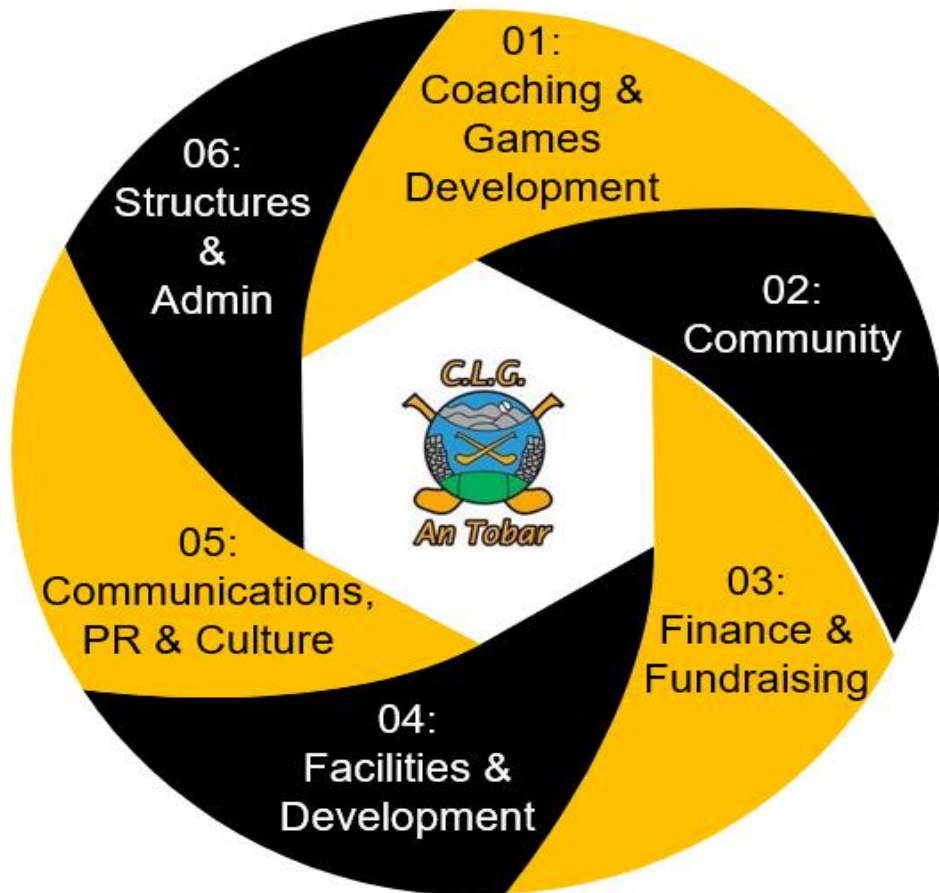 01:
Coaching &
Games
Development
02:
Community
03:
Finance &
Fundraising
04:
Facilities &
Development
05:
Communications,
PR & Culture
06:
Structures
&
Admin
C.L.G.
An Tobar